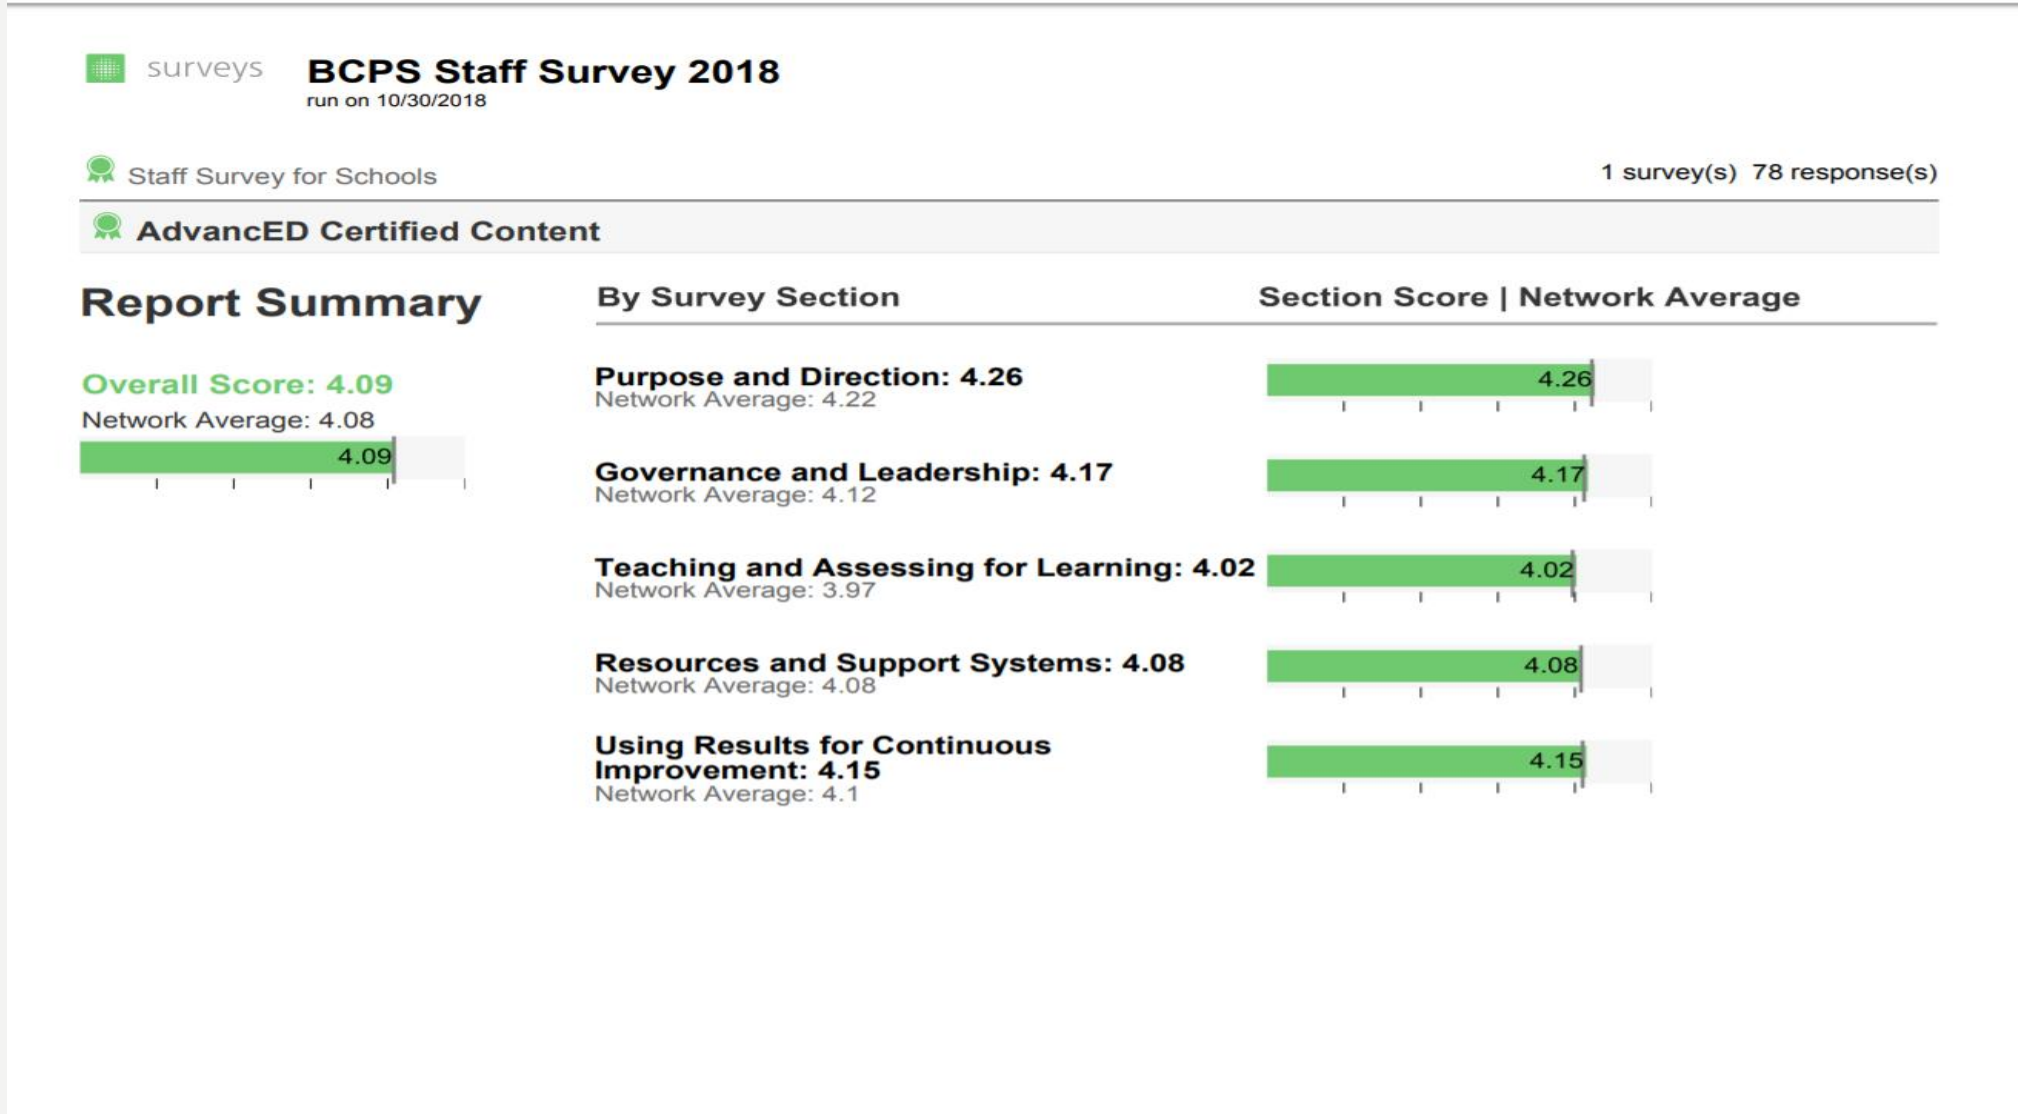 surveys
BCPS Staff Survey 2018
run on 10/30/2018
Staff Survey for Schools
1 survey(s) 78 response(s)
AdvancED Certified Content
Report Summary
Overall Score: 4.09
Network Average: 4.08
4.09
By Survey Section
Section Score | Network Average
Purpose and Direction: 4.26
Network Average: 4.22
4.26
Governance and Leadership: 4.17
Network Average: 4.12
4.17
Teaching and Assessing for Learning: 4.02
Network Average: 3.97
4.02
Resources and Support Systems: 4.08
Network Average: 4.08
4.08
Using Results for Continuous
Improvement: 4.15
Network Average: 4.1
4.15